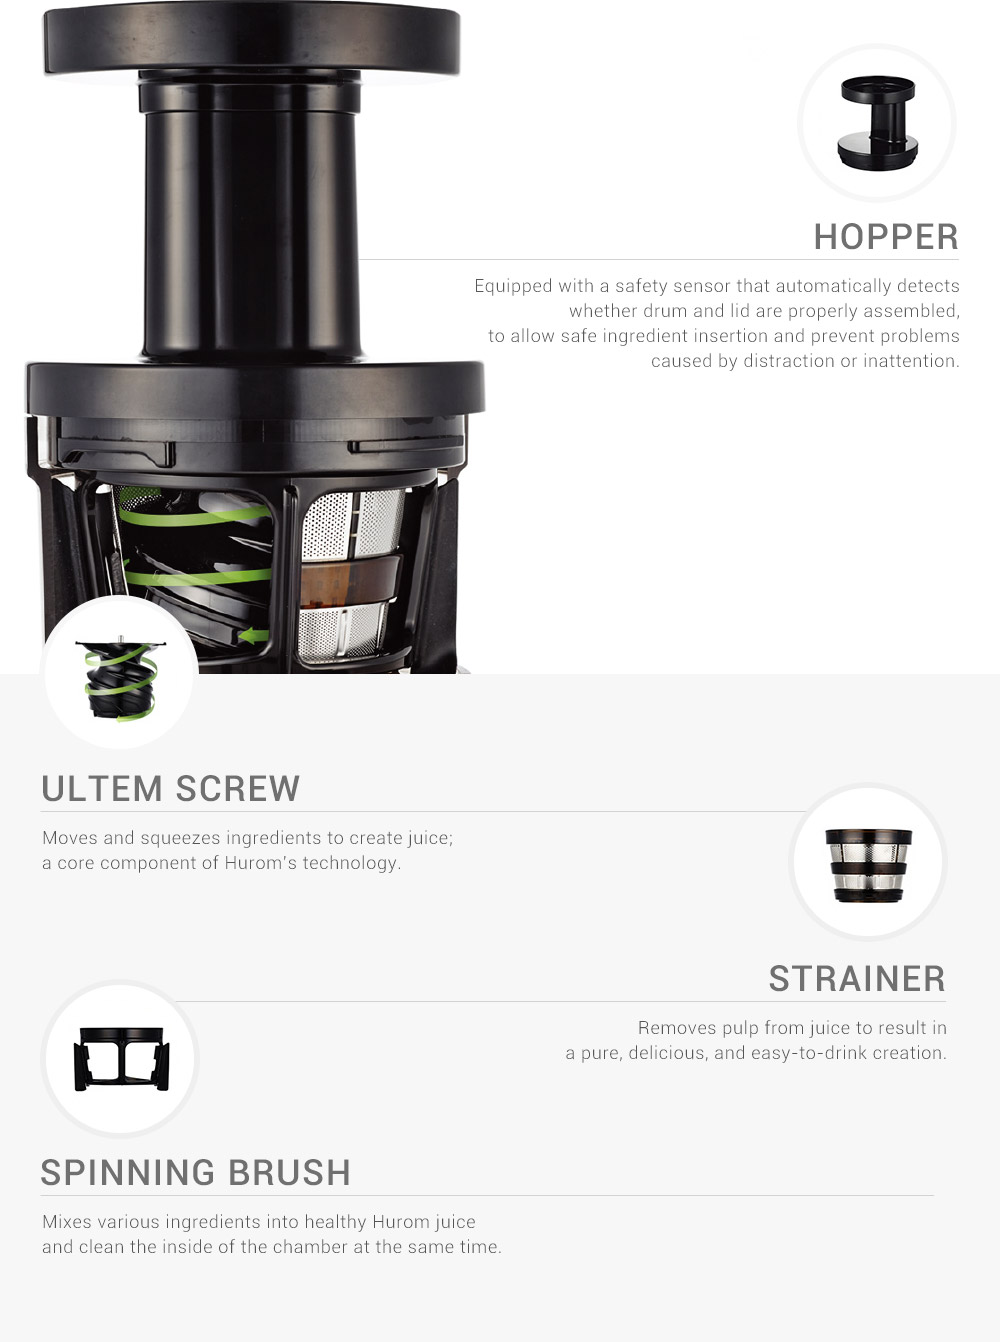 HOPPER
Equipped with a safety sensor that automatically detects
whether drum and lid are properly assembled,
to allow safe ingredient insertion and prevent problems
caused by distraction or inattention.
ULTEM SCREW
Moves and squeezes ingredients to create juice;
a core component of Hurom's technology.
STRAINER
Removes pulp from juice to result in
a pure, delicious, and easy-to-drink creation.
SPINNING BRUSH
Mixes various ingredients into healthy Hurom juice
and clean the inside of the chamber at the same time.